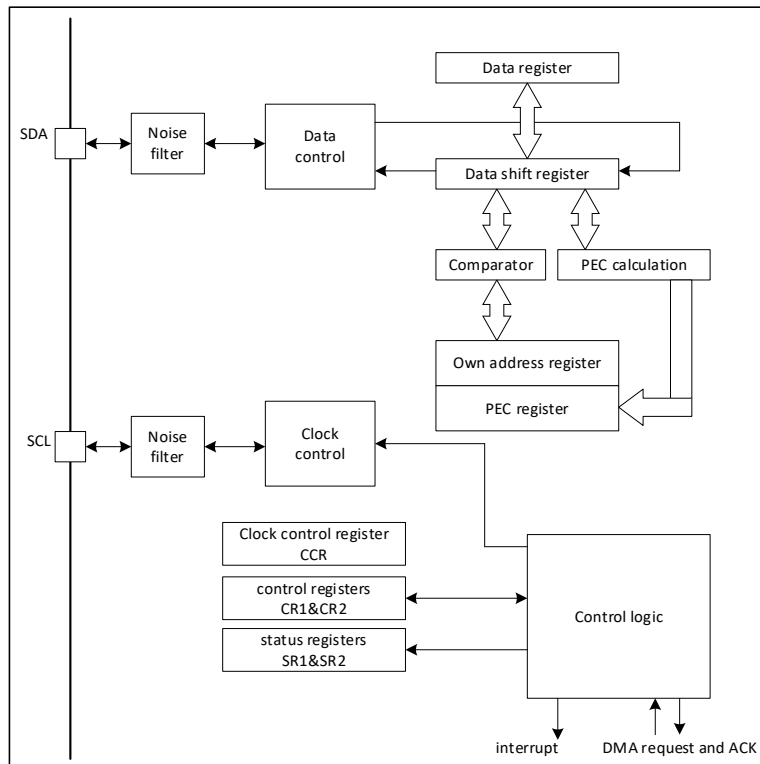 Data register
SDA
Noise
filter
Data
control
Data shift register
Comparator
PEC calculation
Own address register
PEC register
SCL
Noise
filter
Clock
control
Clock control register
CCR
control registers
CR1&CR2
Control logic
status registers
SR1&SR2
interrupt
DMA request and ACK